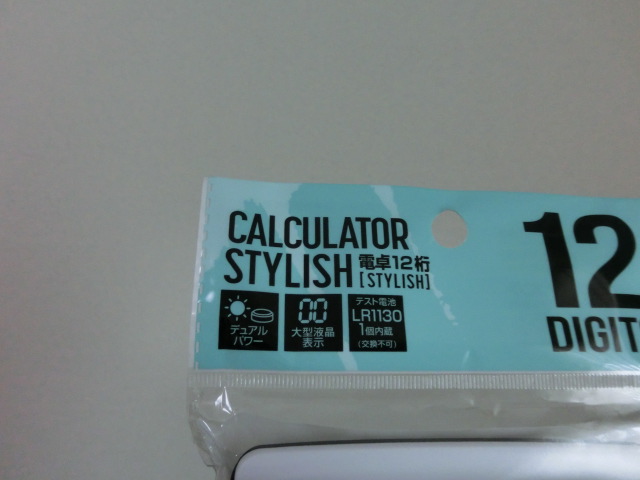 CALCULATOR
STYLISH 電卓12桁
[STYLISH]
デュアル
パワー
00
大型液晶
表示
テスト電池
LR1130
1個内蔵
(交換不可)
12
DIGIT